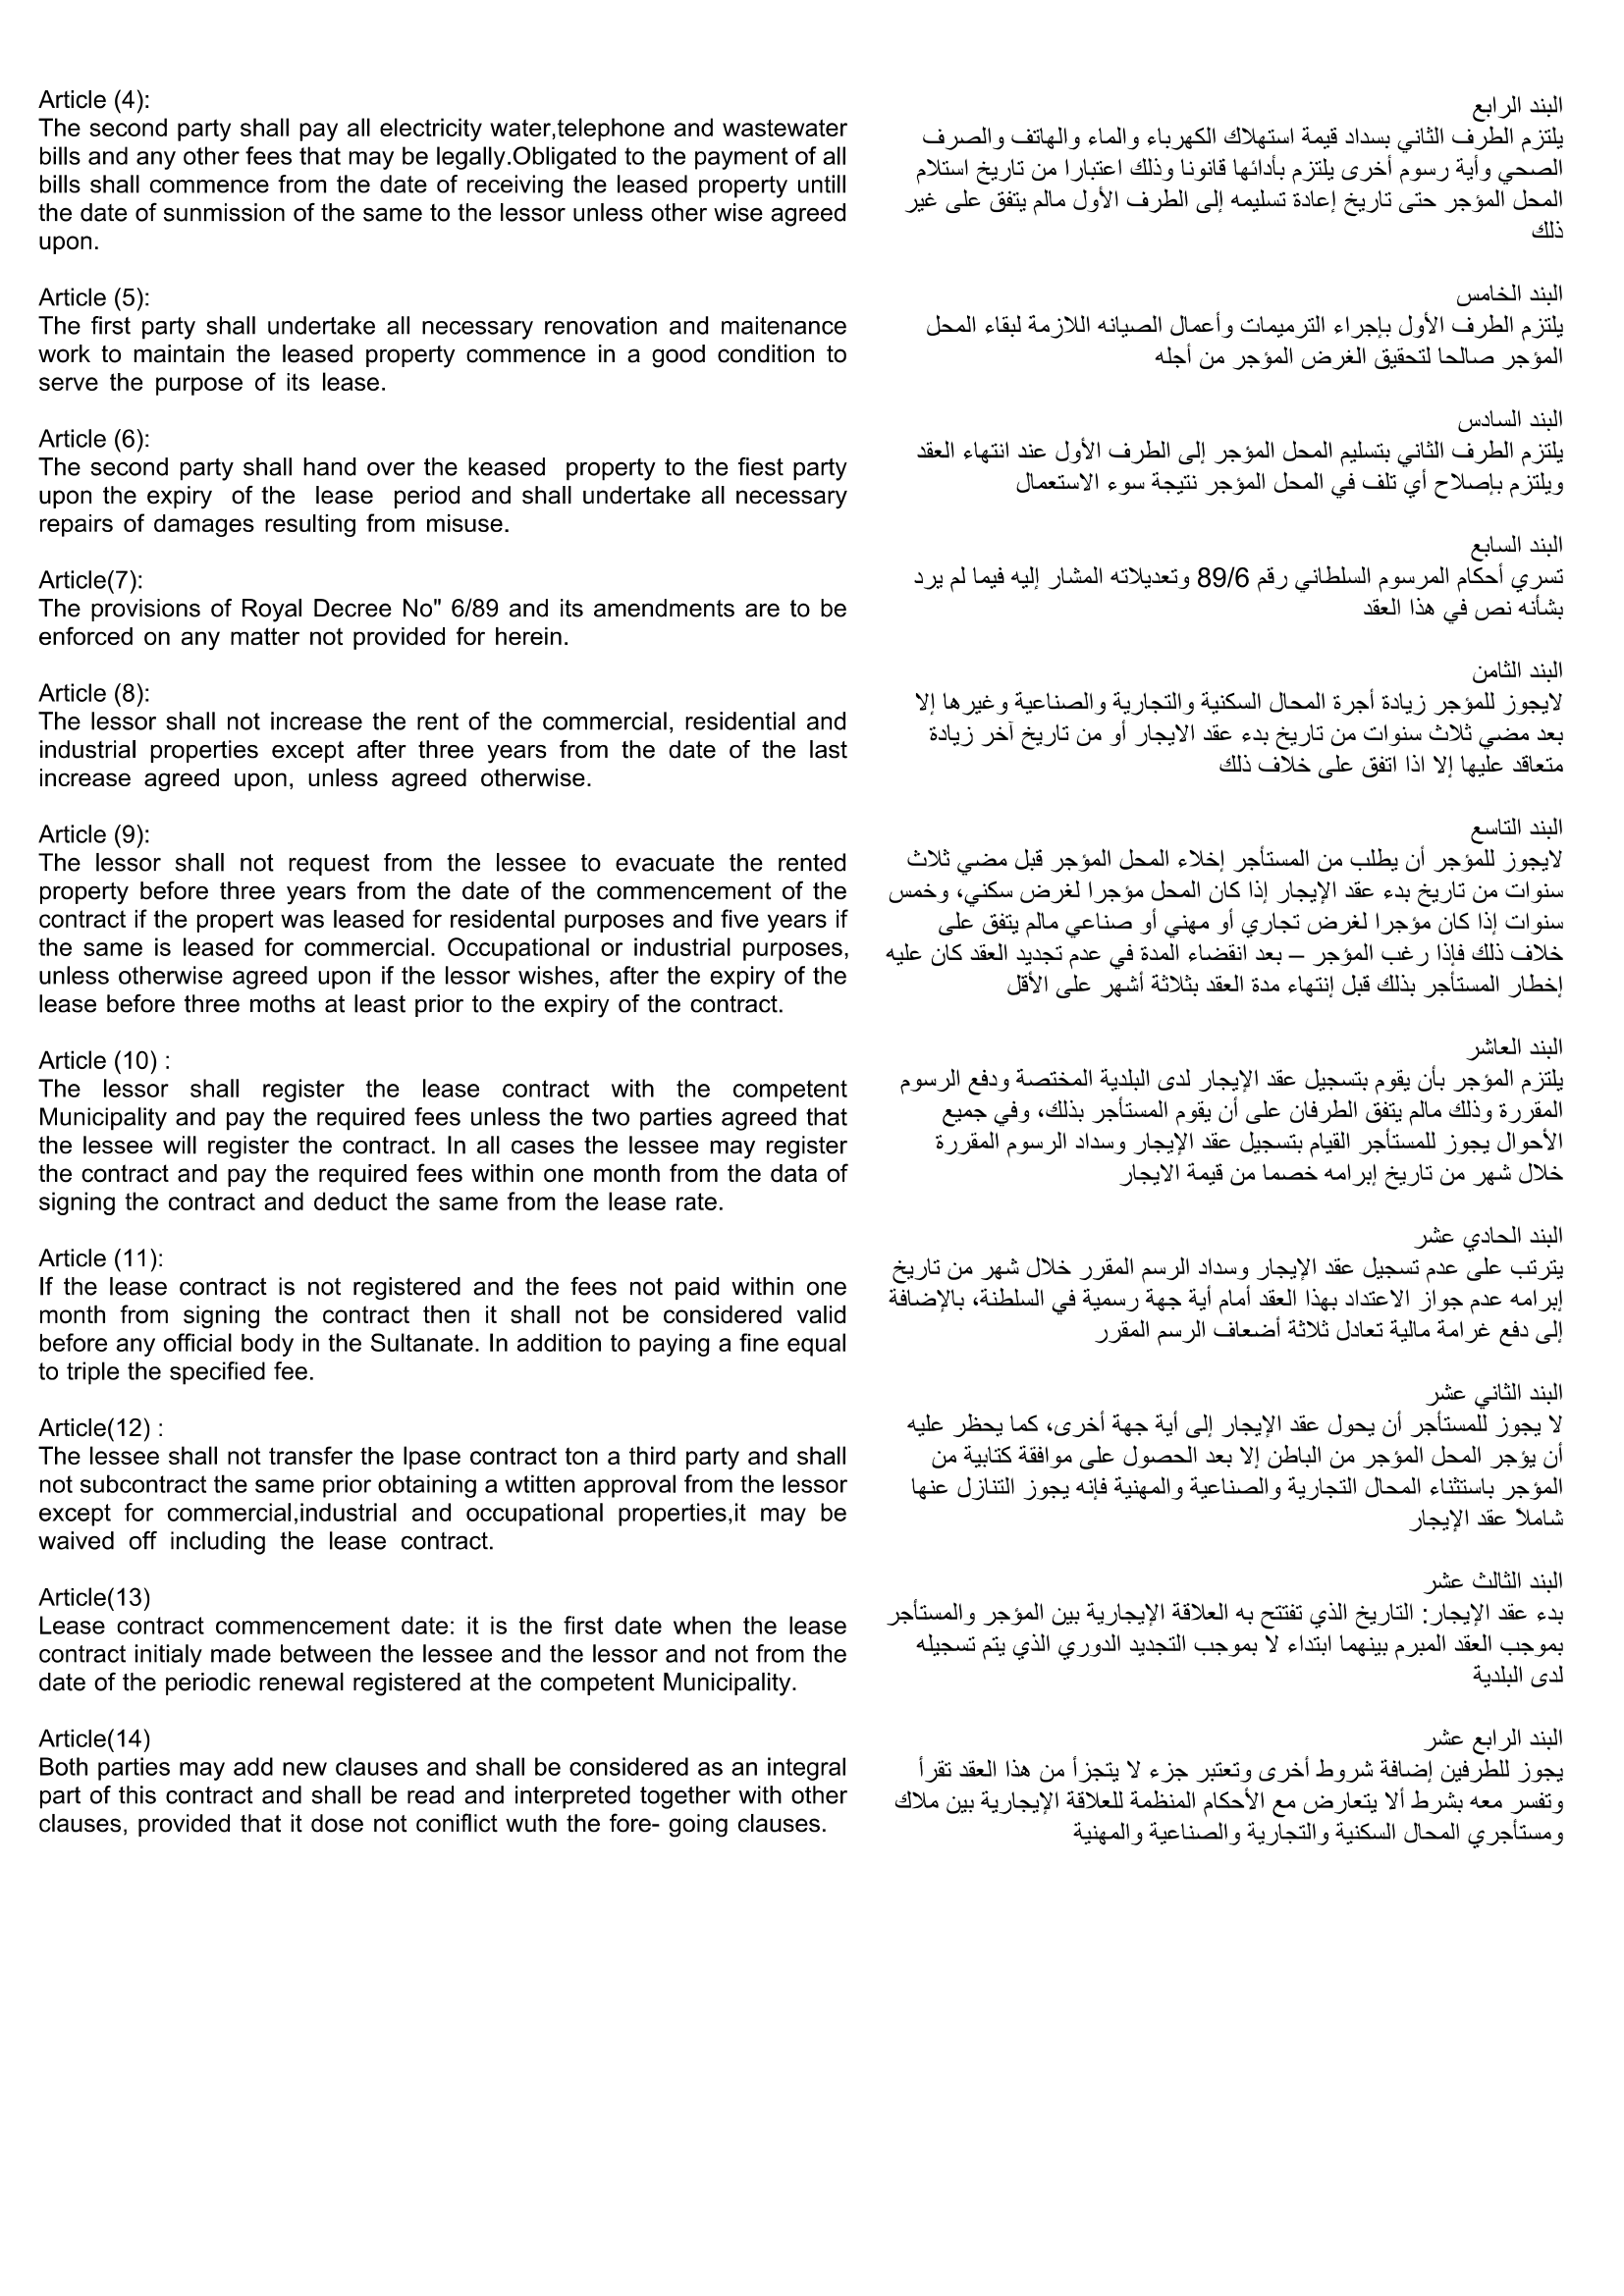 Article (4):
The second party shall pay all electricity water,telephone and wastewater
bills and any other fees that may be legally.Obligated to the payment of all
bills shall commence from the date of receiving the leased property untill
the date of sunmission of the same to the lessor unless other wise agreed
upon.
Article (5):
The first party shall undertake all necessary renovation and maitenance
work to maintain the leased property commence in a good condition to
serve the purpose of its lease.
Article (6):
The second party shall hand over the keased property to the fiest party
upon the expiry of the lease period and shall undertake all necessary
repairs of damages resulting from misuse.
Article(7):
The provisions of Royal Decree No" 6/89 and its amendments are to be
enforced on any matter not provided for herein.
Article (8):
The lessor shall not increase the rent of the commercial, residential and
industrial properties except after three years from the date of the last
increase agreed upon, unless agreed otherwise.
Article (9):
The lessor shall not request from the lessee to evacuate the rented
property before three years from the date of the commencement of the
contract if the propert was leased for residental purposes and five years if
the same is leased for commercial. Occupational or industrial purposes,
unless otherwise agreed upon if the lessor wishes, after the expiry of the
lease before three moths at least prior to the expiry of the contract.
Article (10) :
The lessor shall register the lease contract with the competent
Municipality and pay the required fees unless the two parties agreed that
the lessee will register the contract. In all cases the lessee may register
the contract and pay the required fees within one month from the data of
signing the contract and deduct the same from the lease rate.
Article (11):
If the lease contract is not registered and the fees not paid within one
month from signing the contract then it shall not be considered valid
before any official body in the Sultanate. In addition to paying a fine equal
to triple the specified fee.
Article(12) :
The lessee shall not transfer the lpase contract ton a third party and shall
not subcontract the same prior obtaining a wtitten approval from the lessor
except for commercial,industrial and occupational properties,it may be
waived off including the lease contract.
Article(13)
Lease contract commencement date: it is the first date when the lease
contract initialy made between the lessee and the lessor and not from the
date of the periodic renewal registered at the competent Municipality.
Article(14)
Both parties may add new clauses and shall be considered as an integral
part of this contract and shall be read and interpreted together with other
clauses, provided that it dose not coniflict wuth the fore- going clauses.
البند الرابع
يلتزم الطرف الثاني بسداد قيمة استهلاك الكهرباء والماء والهاتف والصرف
الصحي وأية رسوم أخرى يلتزم بأدائها قانونا وذلك اعتبارا من تاريخ استلام
المحل المؤجر حتى تاريخ إعادة تسليمه إلى الطرف الأول مالم يتفق على غير
ذلك
البند الخامس
يلتزم الطرف الأول بإجراء الترميمات وأعمال الصيانه اللازمة لبقاء المحل
المؤجر صالحا لتحقيق الغرض المؤجر من أجله
البند السادس
يلتزم الطرف الثاني بتسليم المحل المؤجر إلى الطرف الأول عند انتهاء العقد
ويلتزم بإصلاح أي تلف في المحل المؤجر نتيجة سوء الاستعمال
البند السابع
تسري أحكام المرسوم السلطاني رقم 89/6 وتعديلاته المشار إليه فيما لم يرد
بشأنه نص في هذا العقد
البند الثامن
لايجوز للمؤجر زيادة أجرة المحال السكنية والتجارية والصناعية وغيرها إلا
بعد مضي ثلاث سنوات من تاريخ بدء عقد الايجار أو من تاريخ آخر زيادة
متعاقد عليها إلا اذا اتفق على خلاف ذلك
البند التاسع
لايجوز للمؤجر أن يطلب من المستأجر إخلاء المحل المؤجر قبل مضي ثلاث
سنوات من تاريخ بدء عقد الإيجار إذا كان المحل مؤجرا لغرض سكني، وخمس
سنوات إذا كان مؤجرا لغرض تجاري أو مهني أو صناعي مالم يتفق على
خلاف ذلك فإذا رغب المؤجر – بعد انقضاء المدة في عدم تجديد العقد كان عليه
إخطار المستأجر بذلك قبل إنتهاء مدة العقد بثلاثة أشهر على الأقل
البند العاشر
يلتزم المؤجر بأن يقوم بتسجيل عقد الإيجار لدى البلدية المختصة ودفع الرسوم
المقررة وذلك مالم يتفق الطرفان على أن يقوم المستأجر بذلك، وفي جميع
الأحوال يجوز للمستأجر القيام بتسجيل عقد الإيجار وسداد الرسوم المقررة
خلال شهر من تاريخ إبرامه خصما من قيمة الايجار
البند الحادي عشر
يترتب على عدم تسجيل عقد الإيجار وسداد الرسم المقرر خلال شهر من تاريخ
إبرامه عدم جواز الاعتداد بهذا العقد أمام أية جهة رسمية في السلطنة، بالإضافة
إلى دفع غرامة مالية تعادل ثلاثة أضعاف الرسم المقرر
البند الثاني عشر
لا يجوز للمستأجر أن يحول عقد الإيجار إلى أية جهة أخرى، كما يحظر عليه
أن يؤجر المحل المؤجر من الباطن إلا بعد الحصول على موافقة كتابية من
المؤجر باستثناء المحال التجارية والصناعية والمهنية فإنه يجوز التنازل عنها
شاملاً عقد الإيجار
البند الثالث عشر
بدء عقد الإيجار: التاريخ الذي تفتتح به العلاقة الإيجارية بين المؤجر والمستأجر
بموجب العقد المبرم بينهما ابتداء لا بموجب التجديد الدوري الذي يتم تسجيله
لدى البلدية
البند الرابع عشر
يجوز للطرفين إضافة شروط أخرى وتعتبر جزء لا يتجزأ من هذا العقد تقرأ
وتفسر معه بشرط ألا يتعارض مع الأحكام المنظمة للعلاقة الإيجارية بين ملاك
ومستأجري المحال السكنية والتجارية والصناعية والمهنية